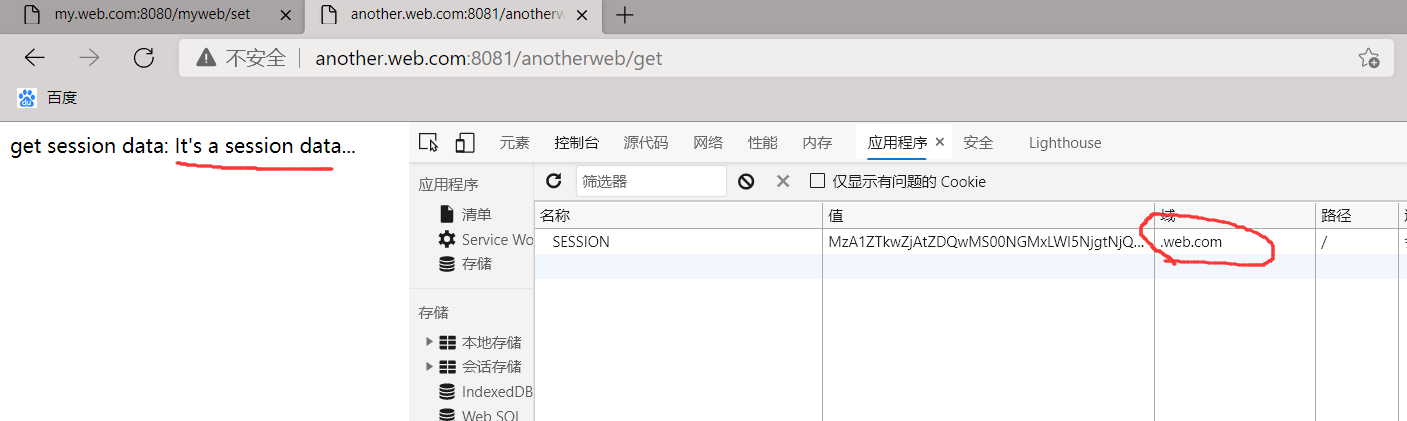 my.web.com:8080/myweb/set
another.web.com:8081/anotherw
不安全 another.web.com:8081/anotherweb/get
百度
get session data: It's a session data...
元素 控制台 源代码 网络 性能 内存 应用程序 安全 Lighthouse
应用程序
清单
Service Wo
存储
存储
本地存储
会话存储
IndexedDB
Web SQL
筛选器 仅显示有问题的 Cookie
名称 值 域 路径
SESSION MzA1ZTkwZjAtZDQwMS00NGMxLWI5NjgtNjQ... .web.com /